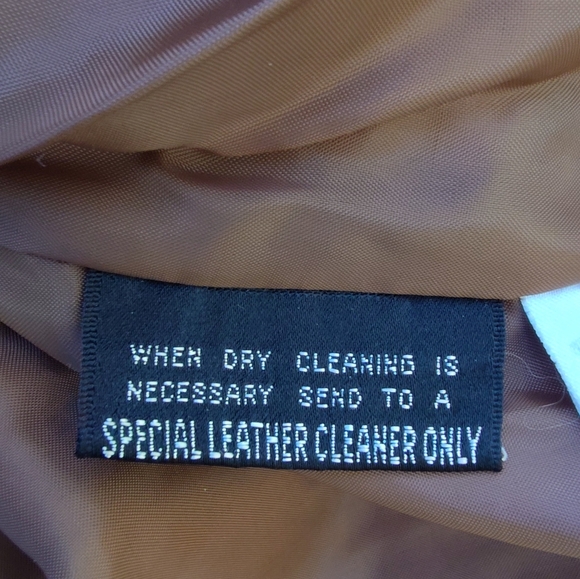 WHEN DRY CLEANING IS
NECESSARY SEND TO A
SPECIAL LEATHER CLEANER ONLY